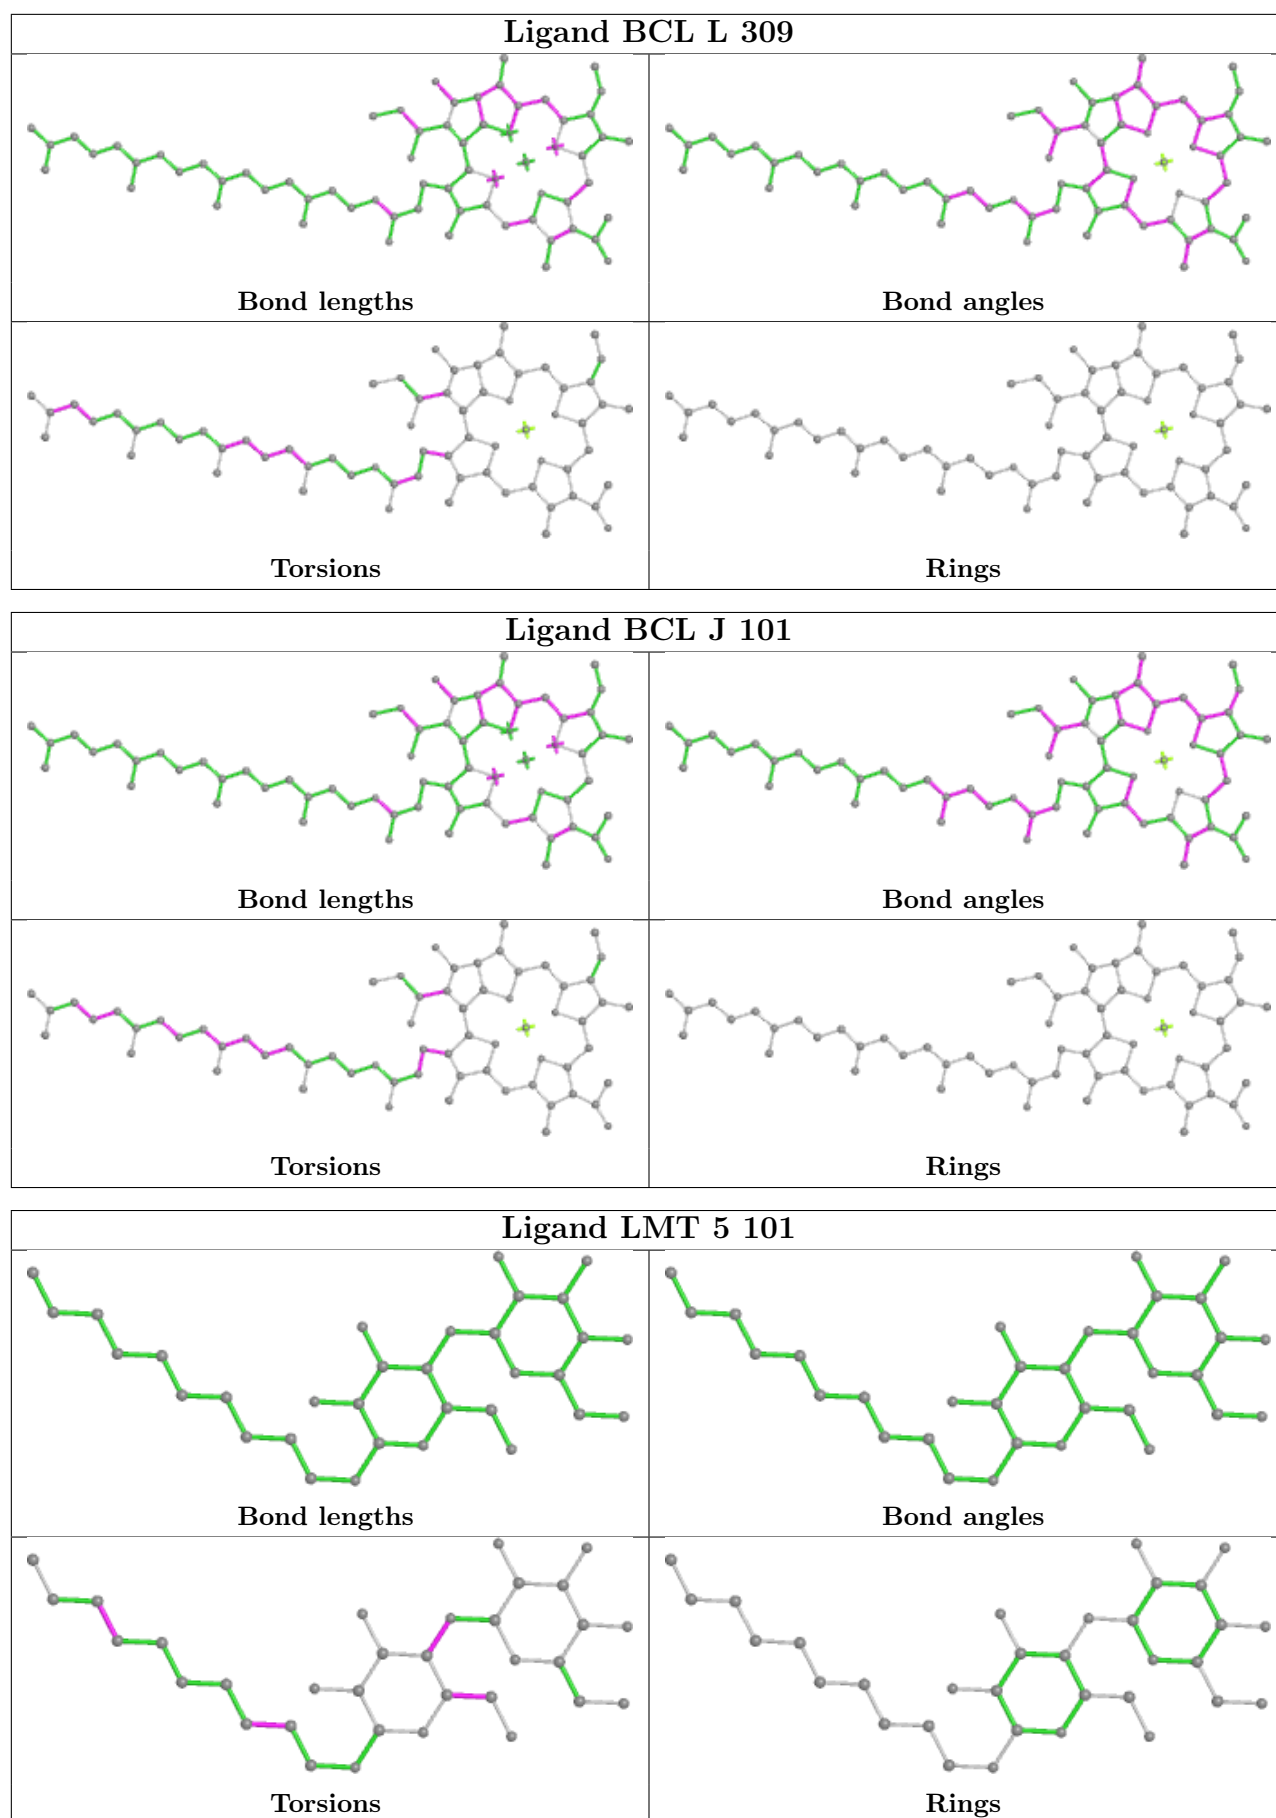 Ligand BCL L 309
Bond lengths
Bond angles
Torsions
Rings
Ligand BCL J 101
Bond lengths
Bond angles
Torsions
Rings
Ligand LMT 5 101
Bond lengths
Bond angles
Torsions
Rings